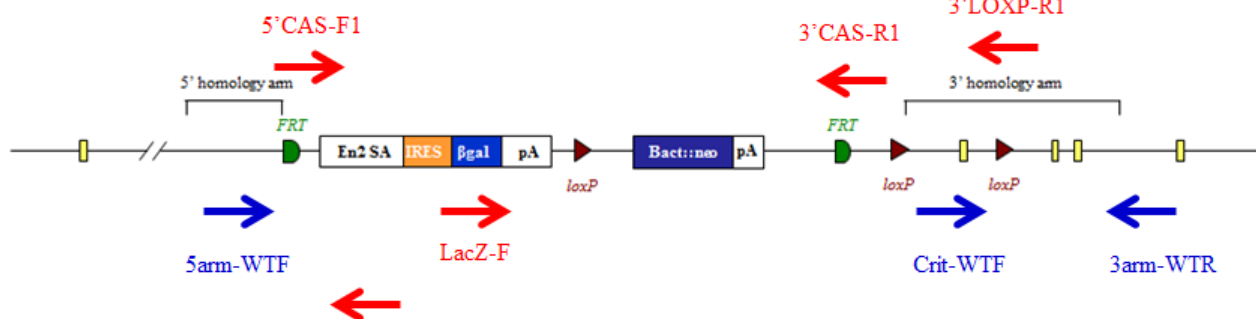 3'LOXP-R1
5'CAS-F1
3'CAS-R1
5' homology arm
3' homology arm
FRT
FRT
En2 SA
IRES
βgal
pA
Bact::neo
pA
loxP
loxP
loxP
5arm-WTF
LacZ-F
Crit-WTF
3arm-WTR